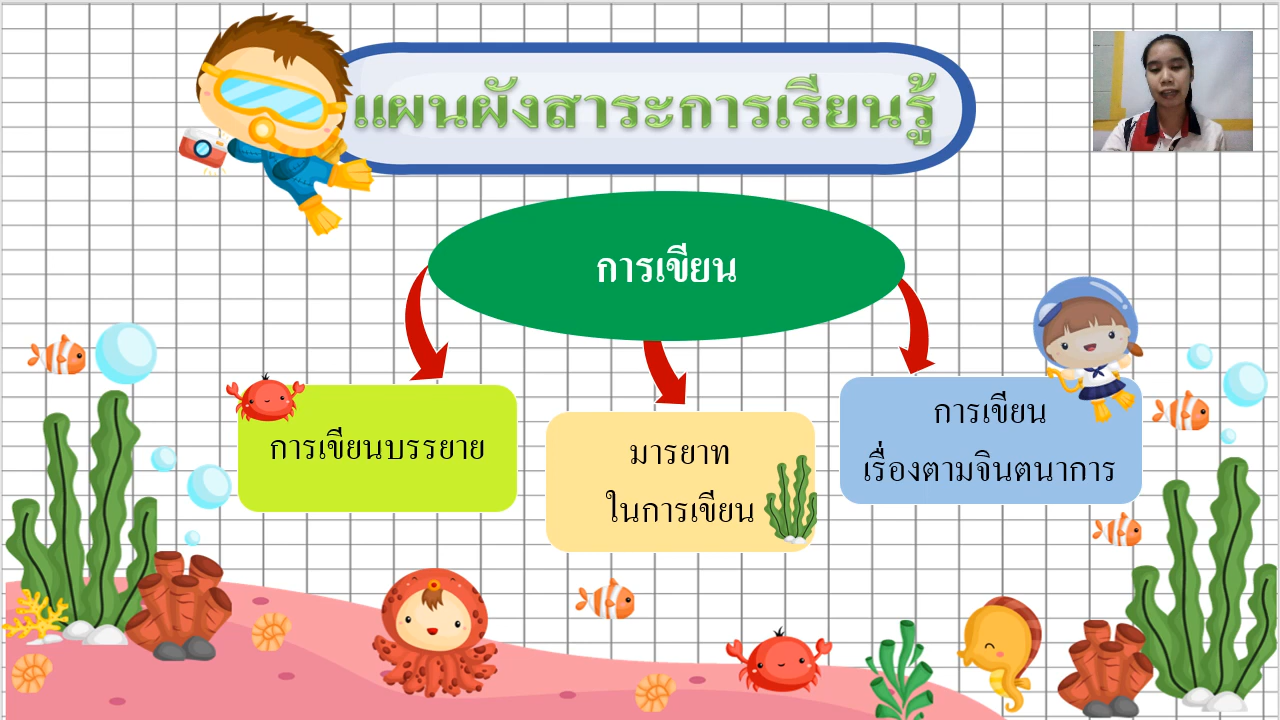 แผนผังสาระการเรียนรู้
การเขียน
การเขียนบรรยาย
มารยาท
ในการเขียน
การเขียน
เรื่องตามจินตนาการ